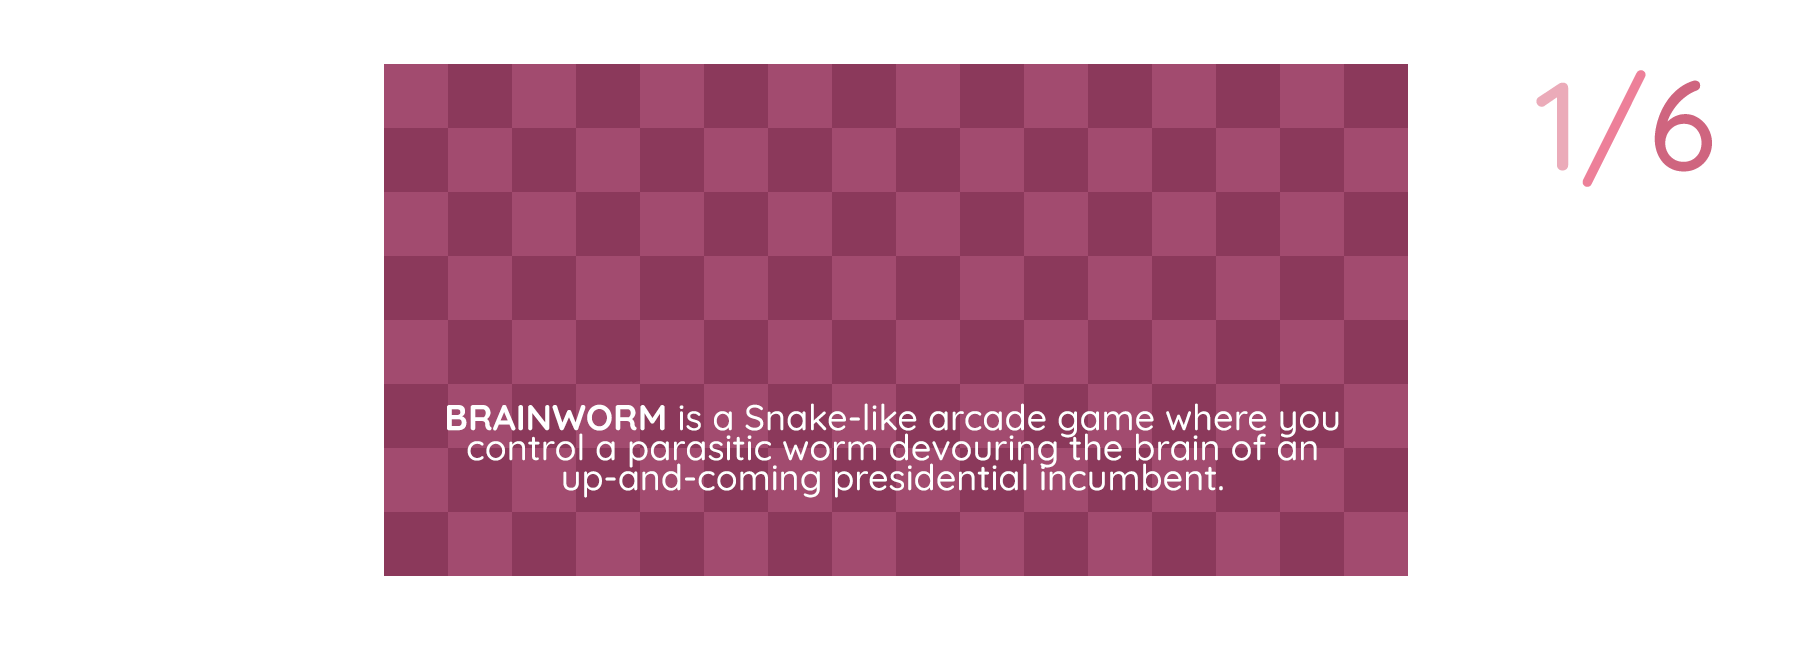 1/6
BRAINWORM is a Snake-like arcade game where you
control a parasitic worm devouring the brain of an
up-and-coming presidential incumbent.